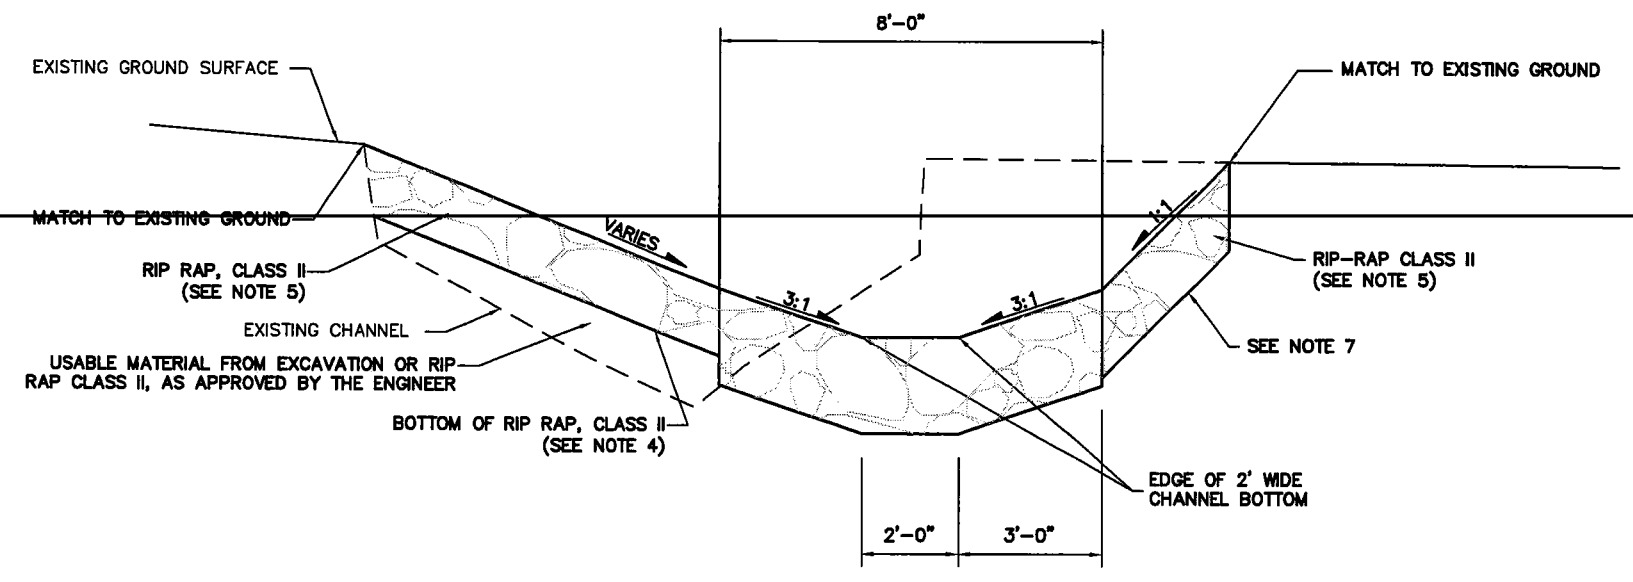 8'-0"
EXISTING GROUND SURFACE
MATCH TO EXISTING GROUND
MATCH TO EXISTING GROUND
VARIES
1:1
RIP RAP, CLASS II
(SEE NOTE 5)
RIP-RAP CLASS II
(SEE NOTE 5)
3:1
3:1
EXISTING CHANNEL
SEE NOTE 7
USABLE MATERIAL FROM EXCAVATION OR RIP
RAP CLASS II, AS APPROVED BY THE ENGINEER
BOTTOM OF RIP RAP, CLASS II
(SEE NOTE 4)
EDGE OF 2' WIDE
CHANNEL BOTTOM
2'-0"
3'-0"